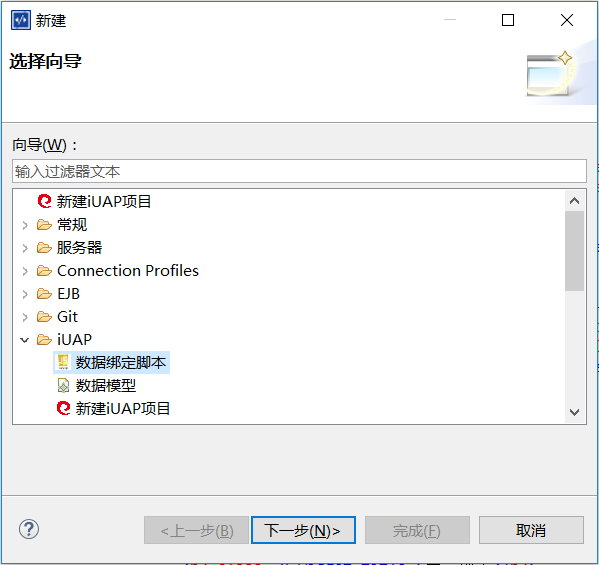 新建
选择向导
向导(W)：
输入过滤器文本
新建iUAP项目
常规
服务器
Connection Profiles
EJB
Git
iUAP
数据绑定脚本
数据模型
新建iUAP项目
<上一步(B) 下一步(N)> 完成(F) 取消